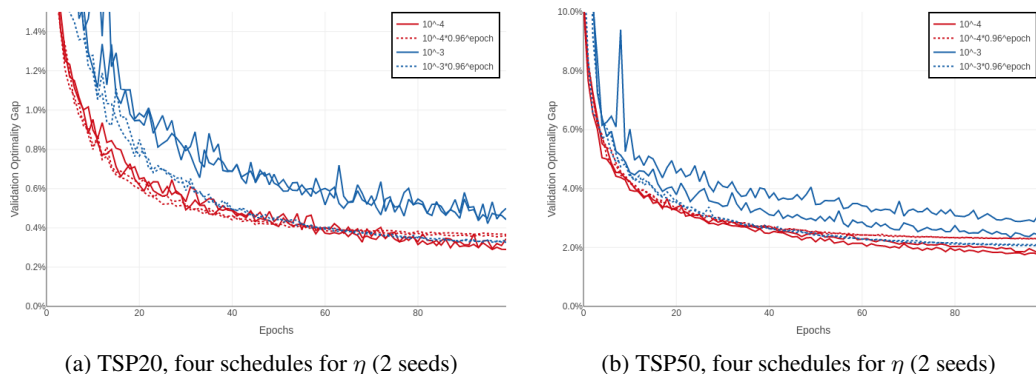 1.4%
1.2%
1.0%
0.8%
0.6%
0.4%
0.2%
0.0%
Validation Optimality Gap
0
20
40
60
80
Epochs
10^-4
10^-4*0.96^epoch
10^-3
10^-3*0.96^epoch
(a) TSP20, four schedules for η (2 seeds)
10.0%
8.0%
6.0%
4.0%
2.0%
0.0%
Validation Optimality Gap
0
20
40
60
80
Epochs
10^-4
10^-4*0.96^epoch
10^-3
10^-3*0.96^epoch
(b) TSP50, four schedules for η (2 seeds)